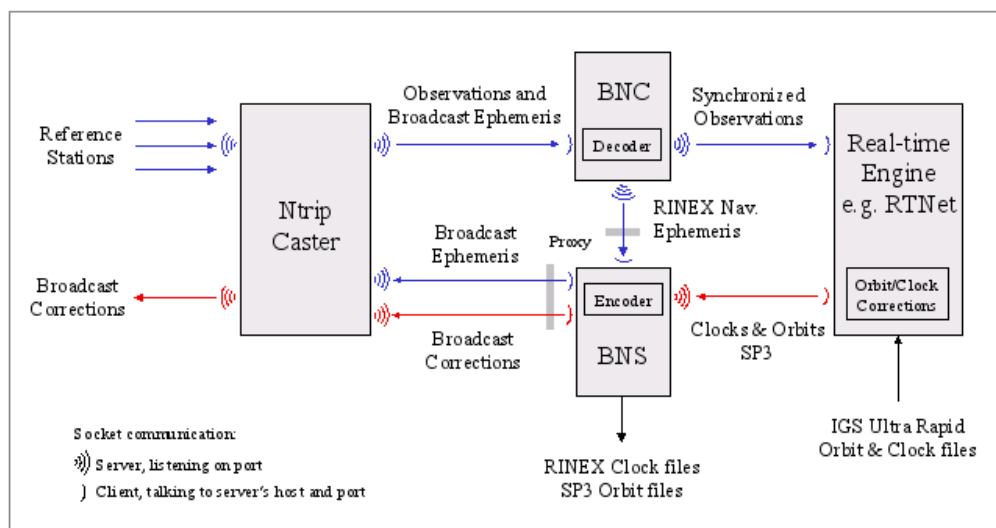 Reference
Stations
Observations and
Broadcast Ephemeris
BNC
Decoder
Synchronized
Observations
Real-time
Engine
e.g. RTNet
Orbit/Clock
Corrections
Ntrip
Caster
RINEX Nav.
Ephemeris
Proxy
Broadcast
Ephemeris
Broadcast
Corrections
Broadcast
Corrections
Encoder
BNS
Clocks & Orbits
SP3
IGS Ultra Rapid
Orbit & Clock files
RINEX Clock files
SP3 Orbit files
Socket communication:
Server, listening on port
Client, talking to server's host and port